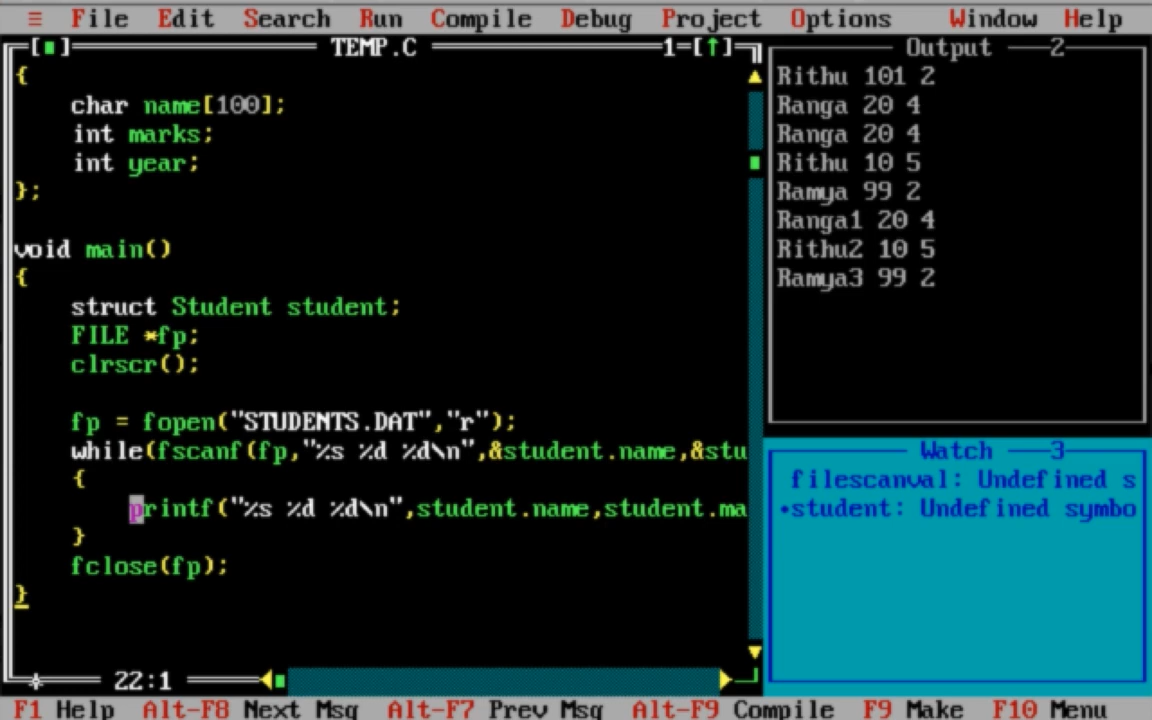 ≡ File Edit Search Run Compile Debug Project Options Window Help
[■] TEMP.C 1=[↑]
{
char name[100];
int marks;
int year;
};
void main()
{
struct Student student;
FILE *fp;
clrscr();
fp = fopen("STUDENTS.DAT","r");
while(fscanf(fp,"%s %d %d\n",&student.name,&stu
{
printf("%s %d %d\n",student.name,student.ma
}
fclose(fp);
}
22:1
Output 2
Rithu 101 2
Ranga 20 4
Ranga 20 4
Rithu 10 5
Ramya 99 2
Ranga1 20 4
Rithu2 10 5
Ramya3 99 2
Watch 3
filescanval: Undefined s
•student: Undefined symbo
F1 Help Alt-F8 Next Msg Alt-F7 Prev Msg Alt-F9 Compile F9 Make F10 Menu